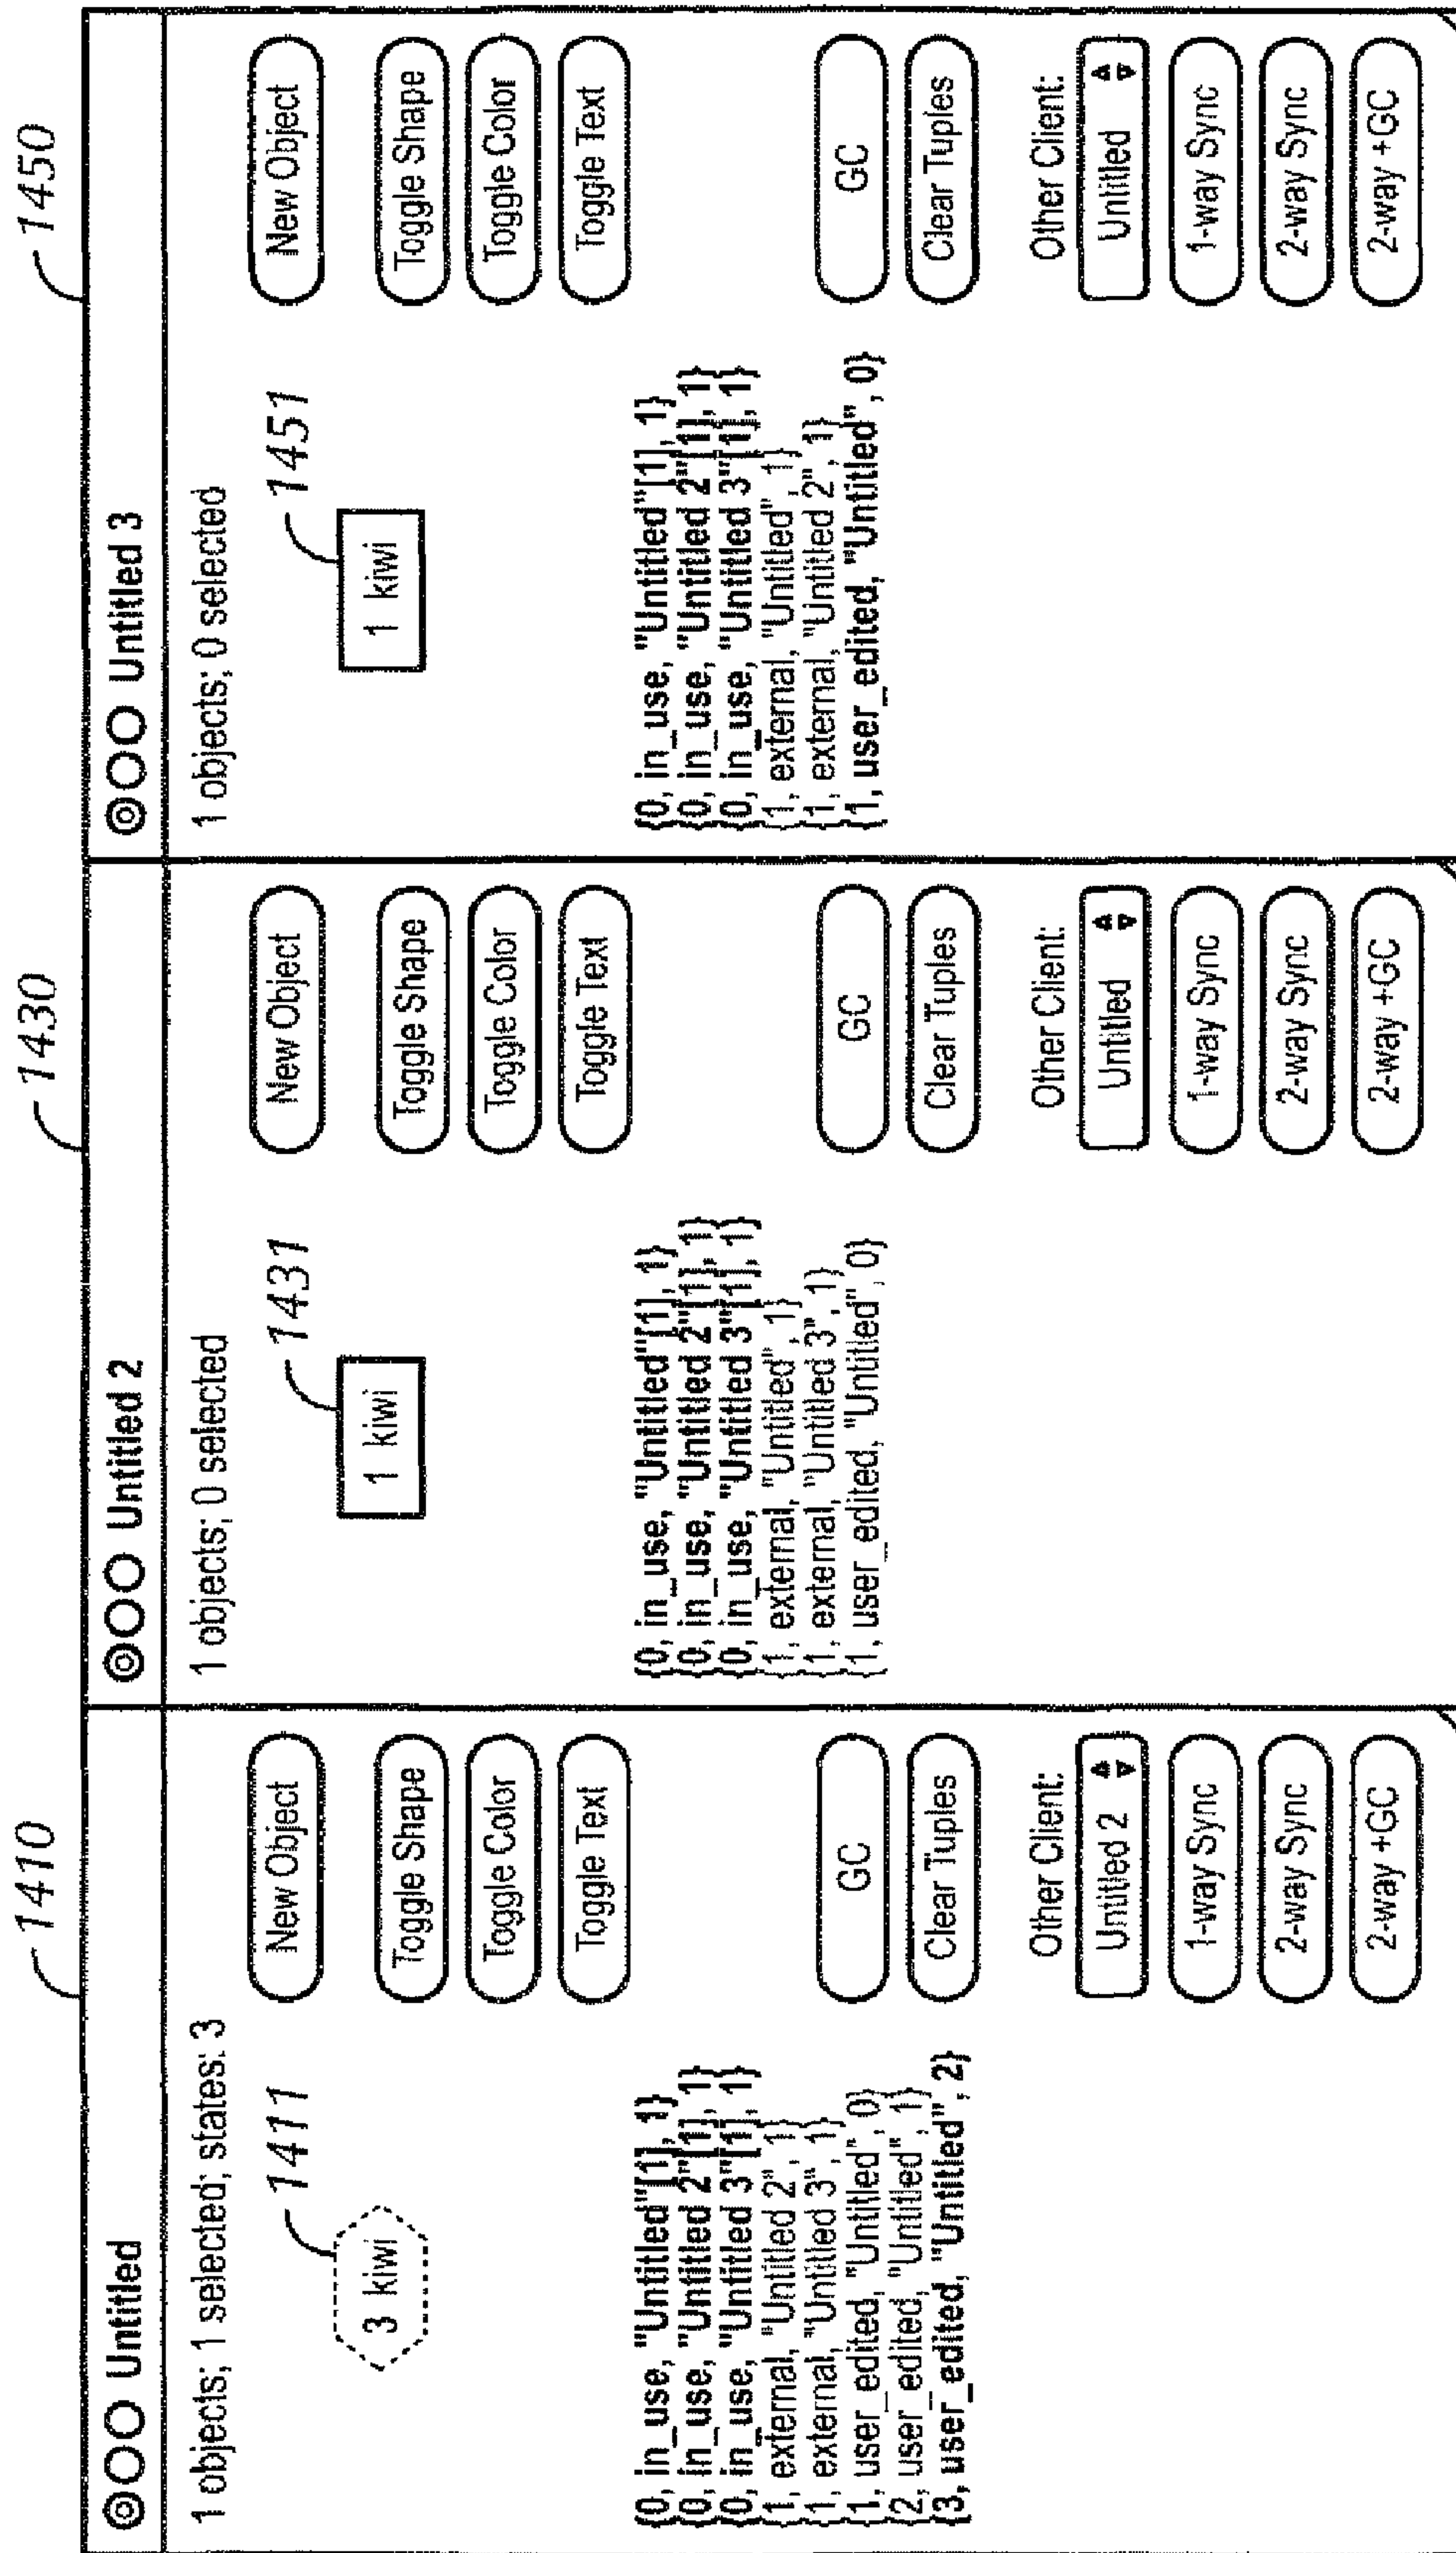 1410
Untitled
1 objects; 1 selected; states: 3
1411
3 kiwi
New Object
Toggle Shape
Toggle Color
Toggle Text
{0, in_use, "Untitled"[1], 1}
{0, in_use, "Untitled 2"[1], 1}
{0, in_use, "Untitled 3"[1], 1}
{1, external, "Untitled 2", 1}
{1, external, "Untitled 3", 1}
{1, user_edited, "Untitled", 0}
{2, user_edited, "Untitled", 1}
{3, user_edited, "Untitled", 2}
GC
Clear Tuples
Other Client:
Untitled 2
1-way Sync
2-way Sync
2-way +GC
1430
Untitled 2
1 objects; 0 selected
1431
1 kiwi
New Object
Toggle Shape
Toggle Color
Toggle Text
{0, in_use, "Untitled"[1], 1}
{0, in_use, "Untitled 2"[1], 1}
{0, in_use, "Untitled 3"[1], 1}
{1, external, "Untitled", 1}
{1, external, "Untitled 3", 1}
{1, user_edited, "Untitled", 0}
GC
Clear Tuples
Other Client:
Untitled
1-way Sync
2-way Sync
2-way +GC
1450
Untitled 3
1 objects; 0 selected
1451
1 kiwi
New Object
Toggle Shape
Toggle Color
Toggle Text
{0, in_use, "Untitled"[1], 1}
{0, in_use, "Untitled 2"[1], 1}
{0, in_use, "Untitled 3"[1], 1}
{1, external, "Untitled", 1}
{1, external, "Untitled 2", 1}
{1, user_edited, "Untitled", 0}
GC
Clear Tuples
Other Client:
Untitled
1-way Sync
2-way Sync
2-way +GC